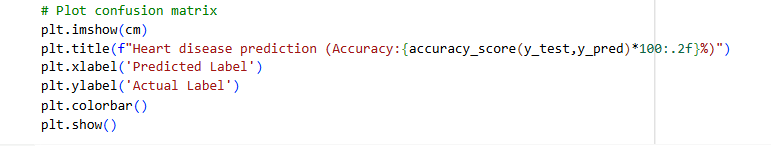 # Plot confusion matrix
plt.imshow(cm)
plt.title(f"Heart disease prediction (Accuracy:{accuracy_score(y_test,y_pred)*100:.2f}%)")
plt.xlabel('Predicted Label')
plt.ylabel('Actual Label')
plt.colorbar()
plt.show()